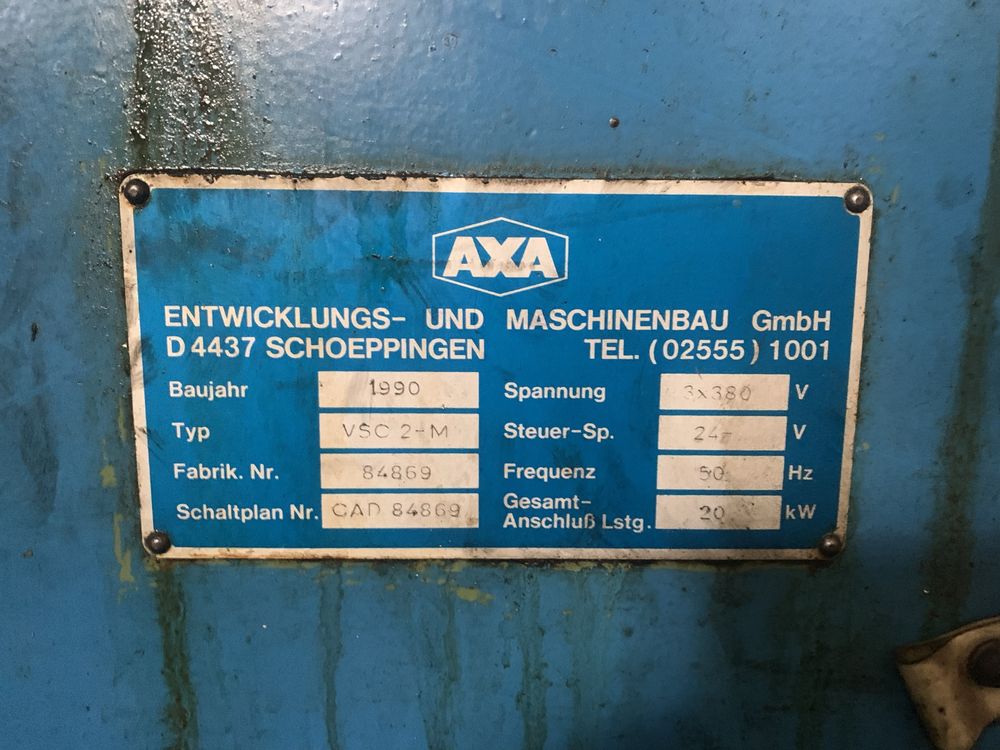 AXA
ENTWICKLUNGS- UND MASCHINENBAU GmbH
D 4437 SCHOEPPINGEN TEL. (02555) 1001
Baujahr 1990 Spannung 3x380 V
Typ VSC 2-M Steuer-Sp. 24- V
Fabrik. Nr. 84869 Frequenz 50 Hz
Schaltplan Nr. CAD 84869 Gesamt-
Anschluß Lstg. 20 kW